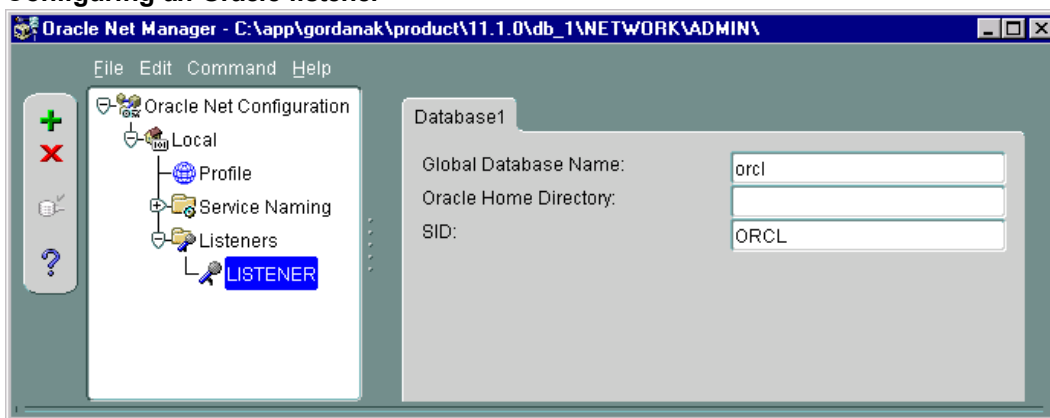 Configuring an Oracle listener
Oracle Net Manager - C:\app\gordanak\product\11.1.0\db_1\NETWORK\ADMIN\
File Edit Command Help
Oracle Net Configuration
Local
Profile
Service Naming
Listeners
LISTENER
Database1
Global Database Name: orcl
Oracle Home Directory:
SID: ORCL